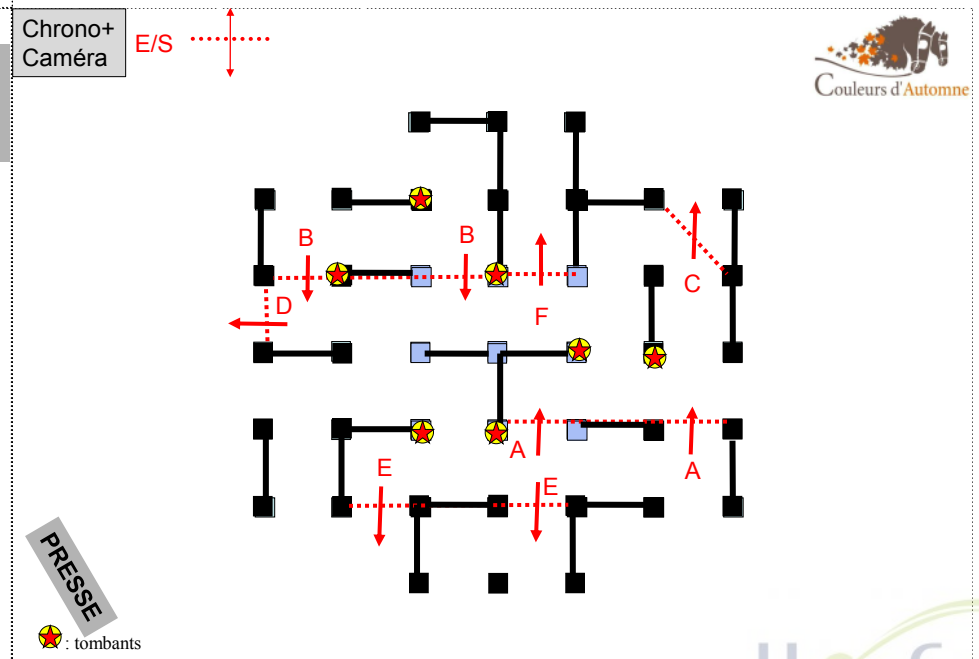 Chrono+
Caméra
E/S
Couleurs d'Automne
B
B
C
D
F
A
A
E
E
PRESSE
: tombants